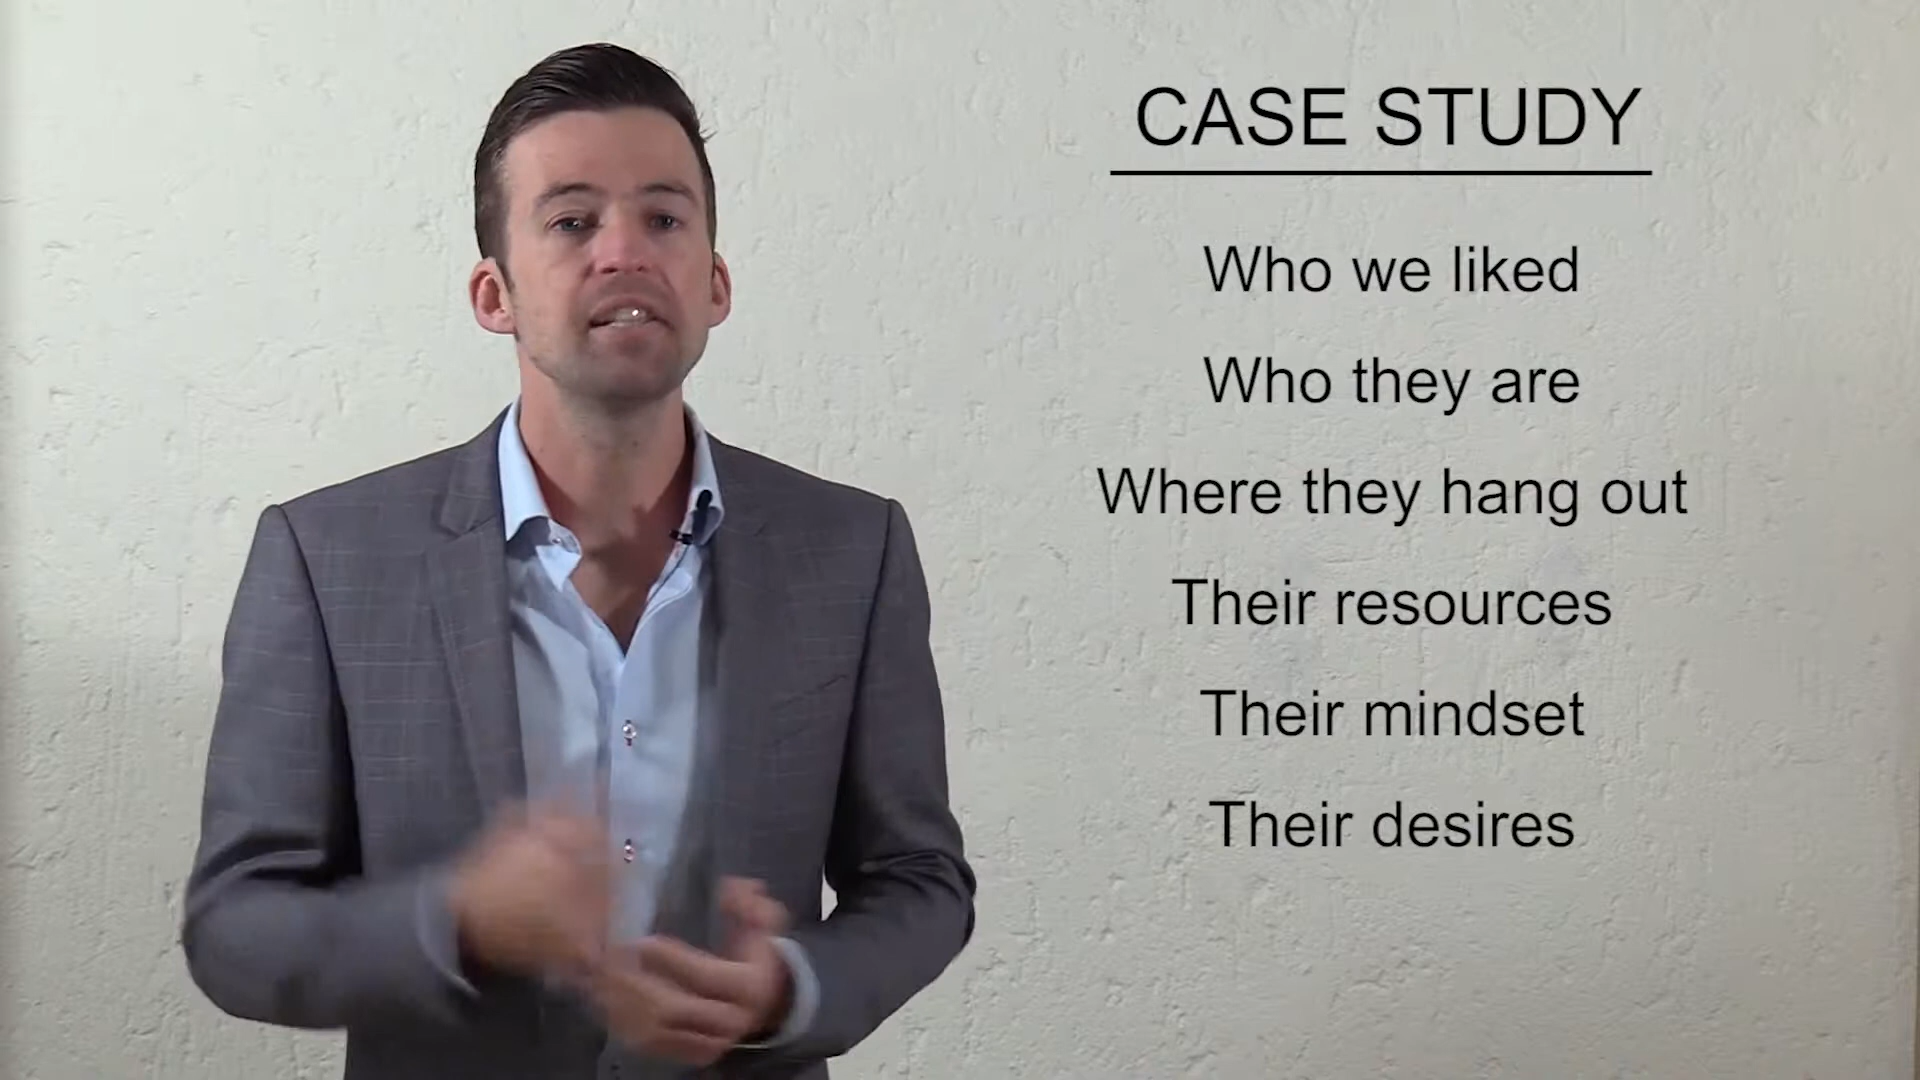 CASE STUDY
Who we liked
Who they are
Where they hang out
Their resources
Their mindset
Their desires